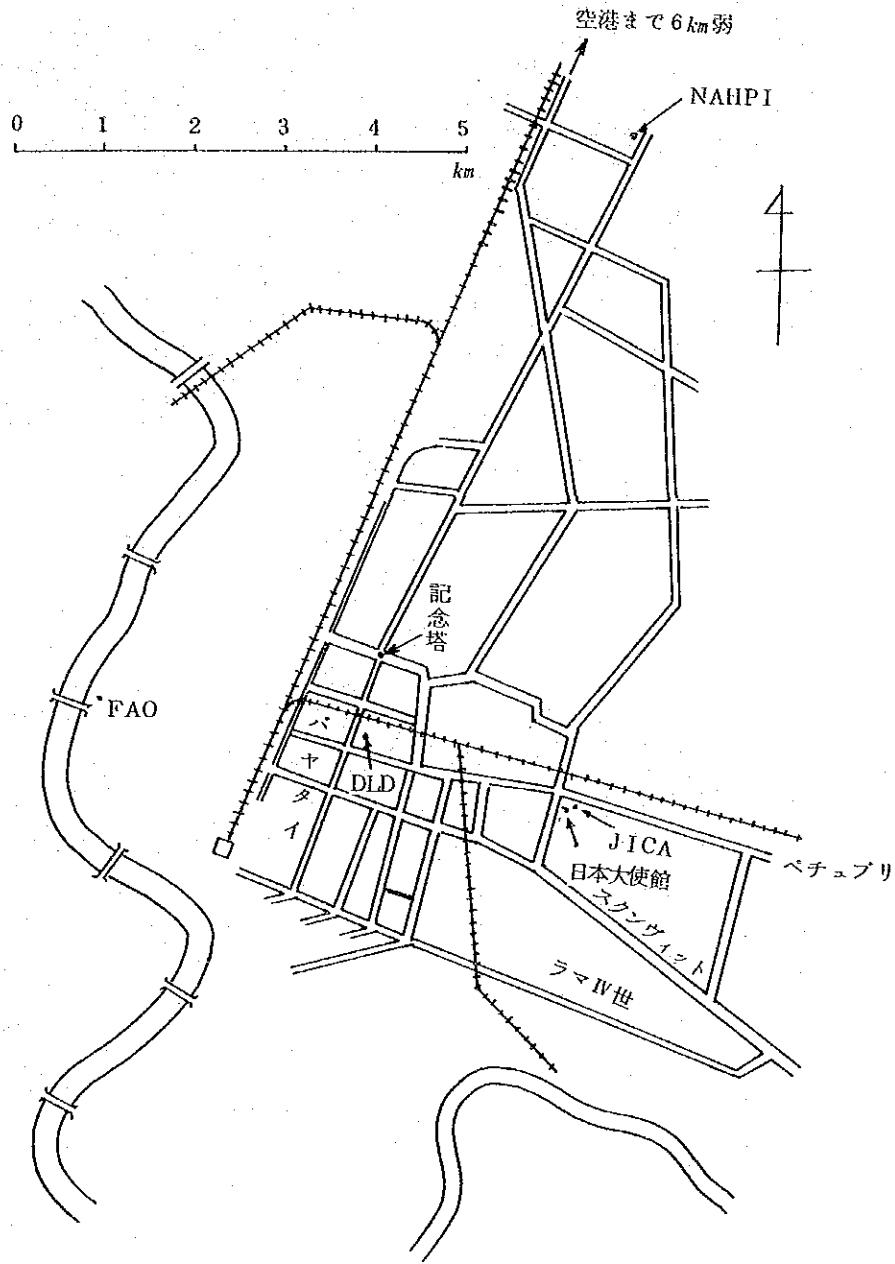 空港まで6km弱
NAHPI
0 1 2 3 4 5
km
記念塔
FAO
パヤタイ
DLD
JICA
日本大使館
ペチュブリ
スクンヴィット
ラマⅣ世